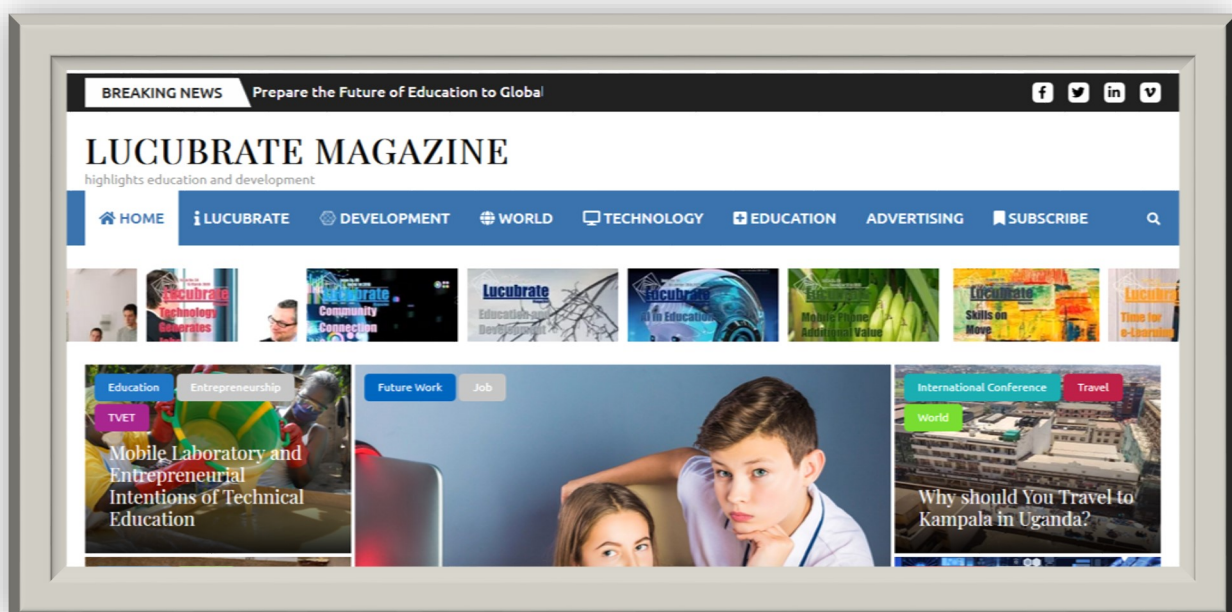 BREAKING NEWS Prepare the Future of Education to Global
LUCUBRATE MAGAZINE
highlights education and development
HOME LUCUBRATE DEVELOPMENT WORLD TECHNOLOGY EDUCATION ADVERTISING SUBSCRIBE
Lucubrate
Technology
Generates
Lucubrate
Community
Connection
Lucubrate
Education and
Development
Lucubrate
AI in Education
Lucubrate
Mobile Phone
Additional Value
Lucubrate
Skills on
Move
Time for
e-Learning
Education Entrepreneurship
TVET
Mobile Laboratory and
Entrepreneurial
Intentions of Technical
Education
Future Work Job
International Conference Travel
World
Why should You Travel to
Kampala in Uganda?